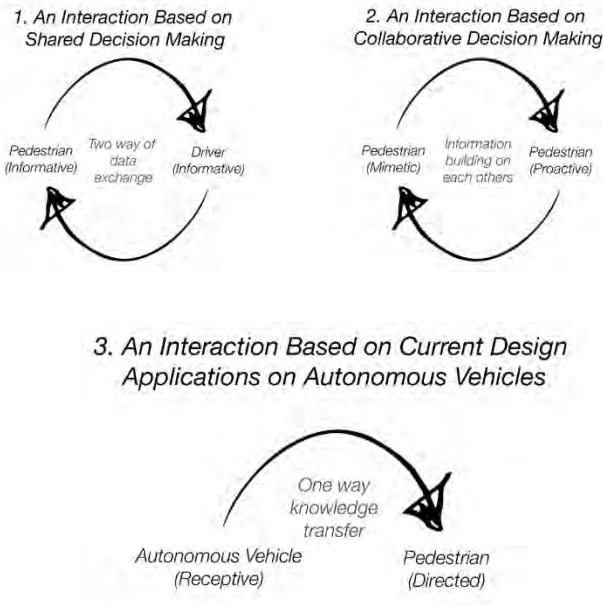 1. An Interaction Based on
Shared Decision Making
Pedestrian
(Informative)
Two way of
data
exchange
Driver
(Informative)
2. An Interaction Based on
Collaborative Decision Making
Pedestrian
(Mimetic)
Information
building on
each others
Pedestrian
(Proactive)
3. An Interaction Based on Current Design
Applications on Autonomous Vehicles
One way
knowledge
transfer
Autonomous Vehicle
(Receptive)
Pedestrian
(Directed)